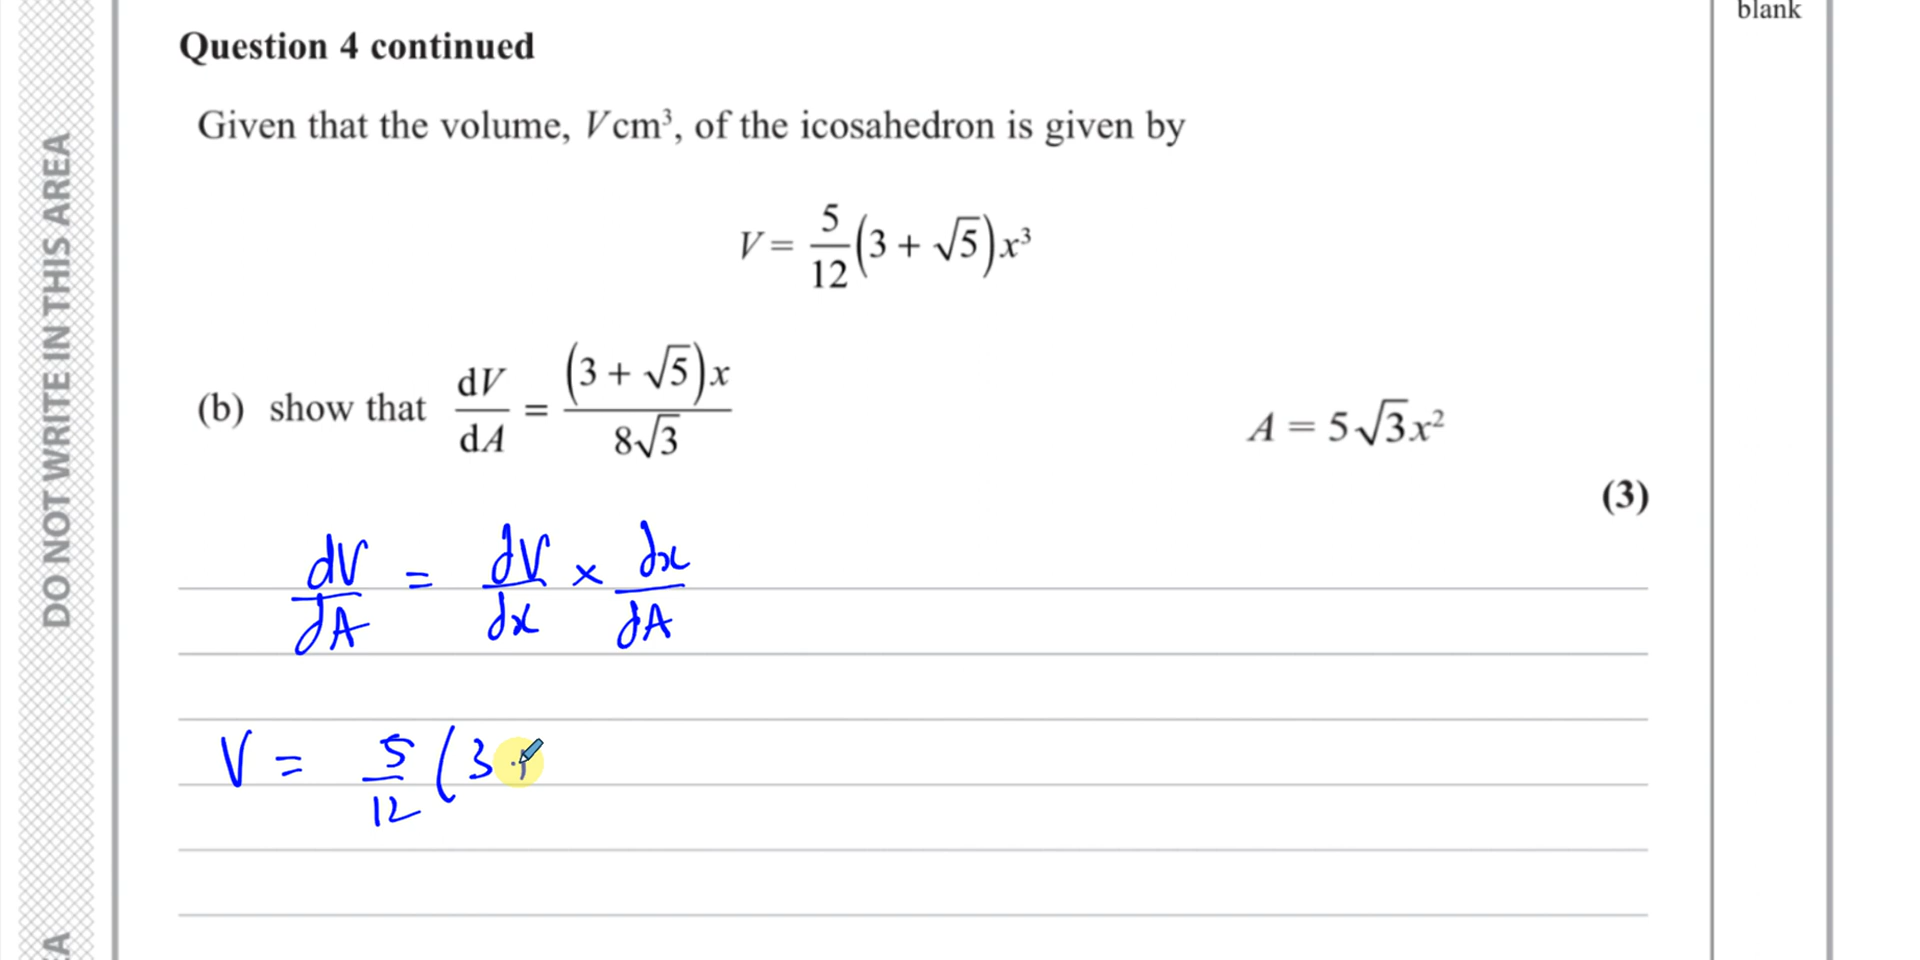 blank
Question 4 continued
Given that the volume, V cm³, of the icosahedron is given by
V = 5/12 (3 + √5) x³
(b) show that dV/dA = (3 + √5)x / 8√3
A = 5√3x²
(3)
dV/dA = dV/dx × dx/dA
V = 5/12 (3 +
DO NOT WRITE IN THIS AREA
EA